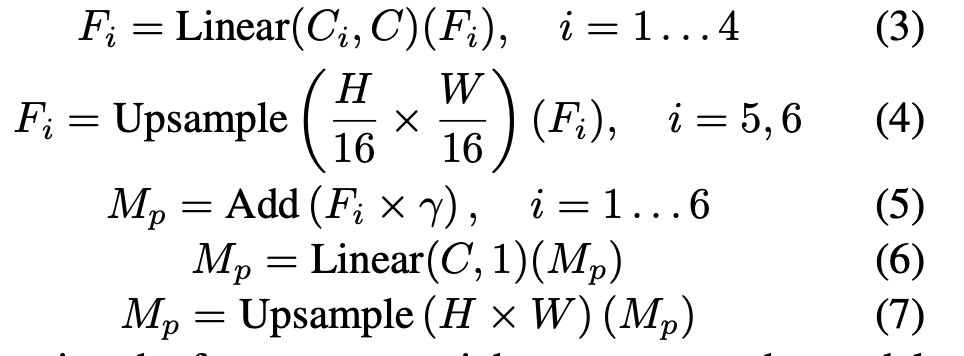 F_i = Linear(C_i, C)(F_i), i = 1 … 4 (3)
F_i = Upsample (H/16 × W/16) (F_i), i = 5, 6 (4)
M_p = Add (F_i × γ), i = 1 … 6 (5)
M_p = Linear(C, 1)(M_p) (6)
M_p = Upsample (H × W) (M_p) (7)